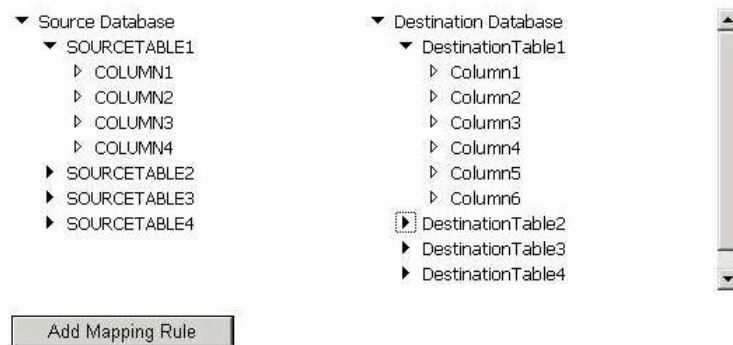 Source Database
SOURCETABLE1
COLUMN1
COLUMN2
COLUMN3
COLUMN4
SOURCETABLE2
SOURCETABLE3
SOURCETABLE4
Destination Database
DestinationTable1
Column1
Column2
Column3
Column4
Column5
Column6
DestinationTable2
DestinationTable3
DestinationTable4
Add Mapping Rule